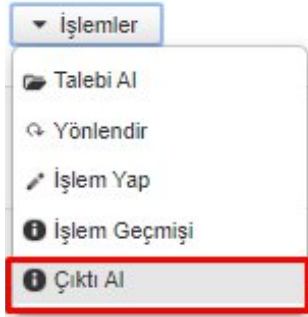 İşlemler
Talebi Al
Yönlendir
İşlem Yap
İşlem Geçmişi
Çıktı Al